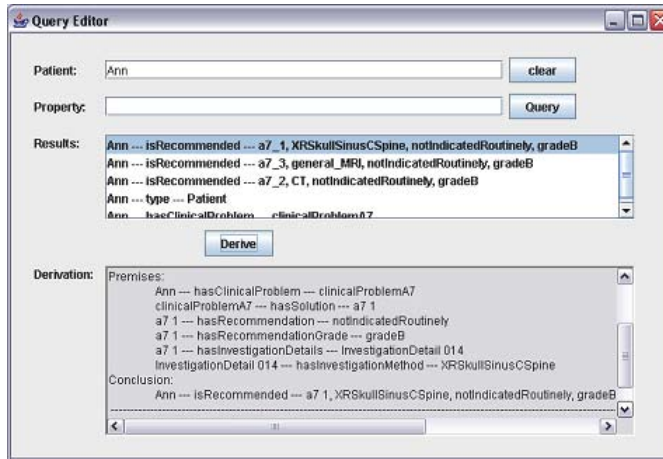 Query Editor
Patient: Ann clear
Property: Query
Results: Ann --- isRecommended --- a7_1, XRSkullSinusCSpine, notIndicatedRoutinely, gradeB
Ann --- isRecommended --- a7_3, general_MRI, notIndicatedRoutinely, gradeB
Ann --- isRecommended --- a7_2, CT, notIndicatedRoutinely, gradeB
Ann --- type --- Patient
Ann --- hasClinicalProblem --- clinicalProblemA7
Derive
Derivation: Premises:
Ann --- hasClinicalProblem --- clinicalProblemA7
clinicalProblemA7 --- hasSolution --- a7 1
a7 1 --- hasRecommendation --- notIndicatedRoutinely
a7 1 --- hasRecommendationGrade --- gradeB
a7 1 --- hasInvestigationDetails --- InvestigationDetail 014
InvestigationDetail 014 --- hasInvestigationMethod --- XRSkullSinusCSpine
Conclusion:
Ann --- isRecommended --- a7 1, XRSkullSinusCSpine, notIndicatedRoutinely, gradeB